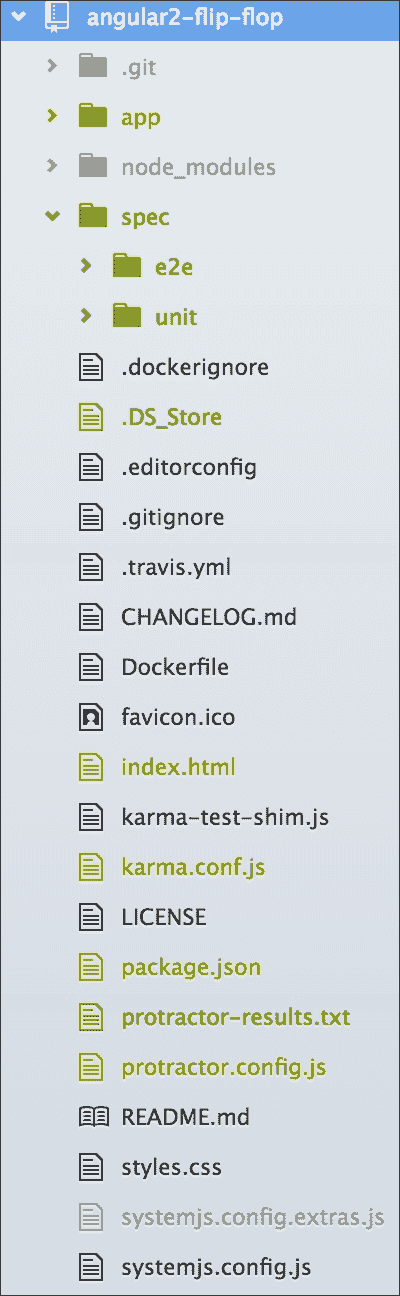 angular2-flip-flop
.git
app
node_modules
spec
e2e
unit
.dockerignore
.DS_Store
.editorconfig
.gitignore
.travis.yml
CHANGELOG.md
Dockerfile
favicon.ico
index.html
karma-test-shim.js
karma.conf.js
LICENSE
package.json
protractor-results.txt
protractor.config.js
README.md
styles.css
systemjs.config.extras.js
systemjs.config.js